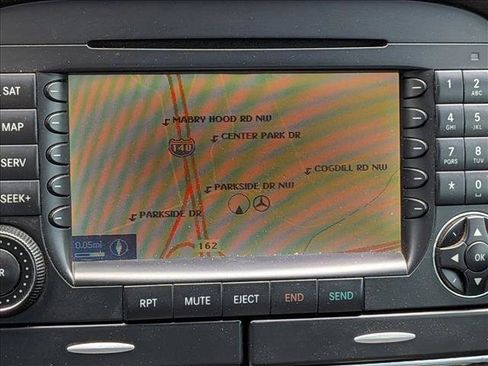 SAT
MAP
SERV
SEEK+
R
MABRY HOOD RD NW
CENTER PARK DR
140
COGDILL RD NW
PARKSIDE DR NW
PARKSIDE DR
162
0.05mi
1
2 ABC
3 DEF
4 GHI
5 JKL
6 MNO
7 PQRS
8 TUV
9 WXYZ
*
0
#
OK
RPT
MUTE
EJECT
END
SEND